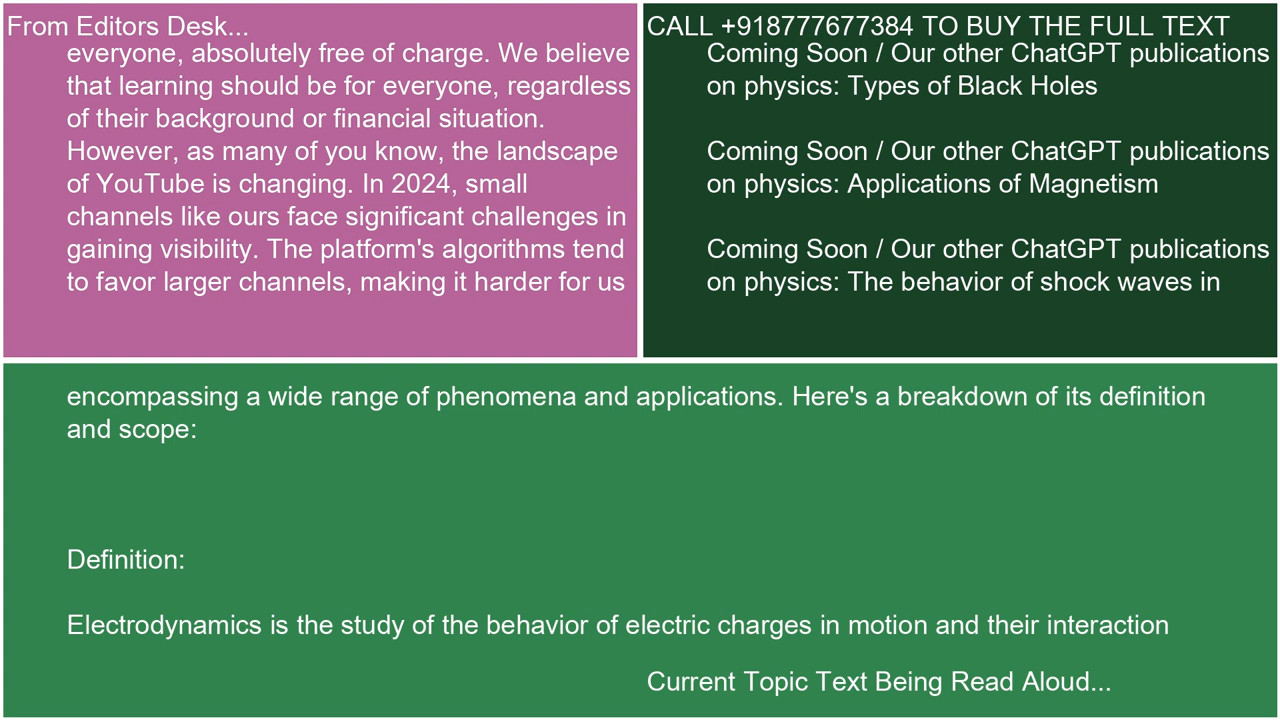 From Editors Desk...
everyone, absolutely free of charge. We believe
that learning should be for everyone, regardless
of their background or financial situation.
However, as many of you know, the landscape
of YouTube is changing. In 2024, small
channels like ours face significant challenges in
gaining visibility. The platform's algorithms tend
to favor larger channels, making it harder for us
CALL +918777677384 TO BUY THE FULL TEXT
Coming Soon / Our other ChatGPT publications
on physics: Types of Black Holes
Coming Soon / Our other ChatGPT publications
on physics: Applications of Magnetism
Coming Soon / Our other ChatGPT publications
on physics: The behavior of shock waves in
encompassing a wide range of phenomena and applications. Here's a breakdown of its definition
and scope:
Definition:
Electrodynamics is the study of the behavior of electric charges in motion and their interaction
Current Topic Text Being Read Aloud...